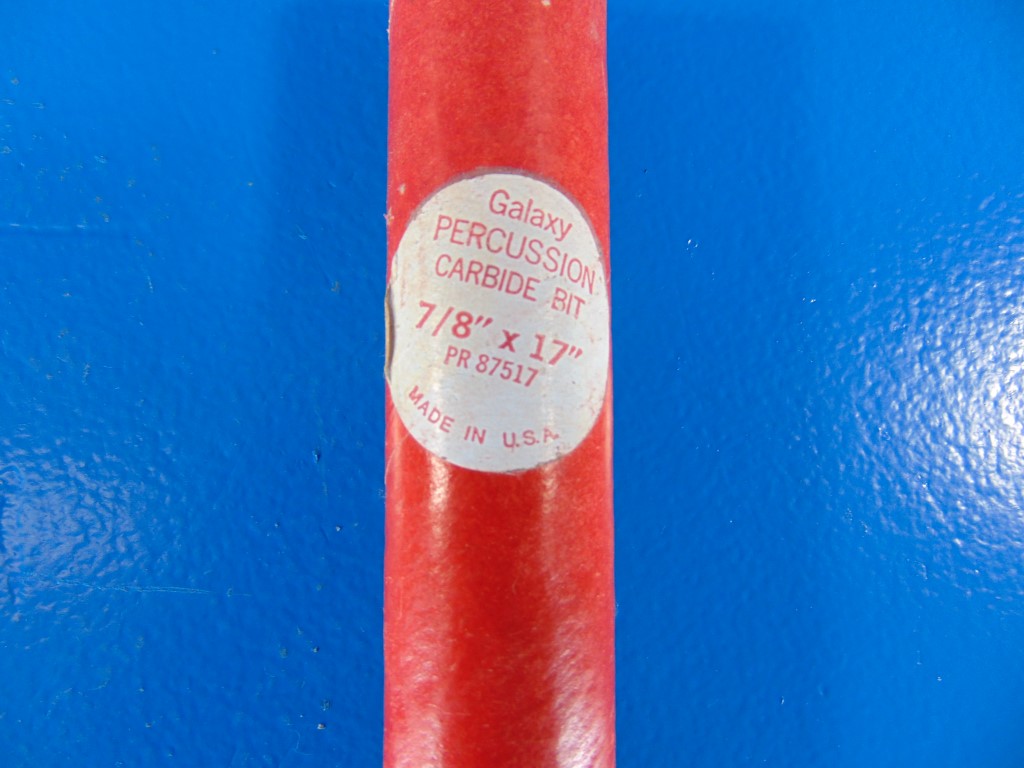 Galaxy
PERCUSSION
CARBIDE BIT
7/8" x 17"
PR 87517
MADE IN U.S.A.